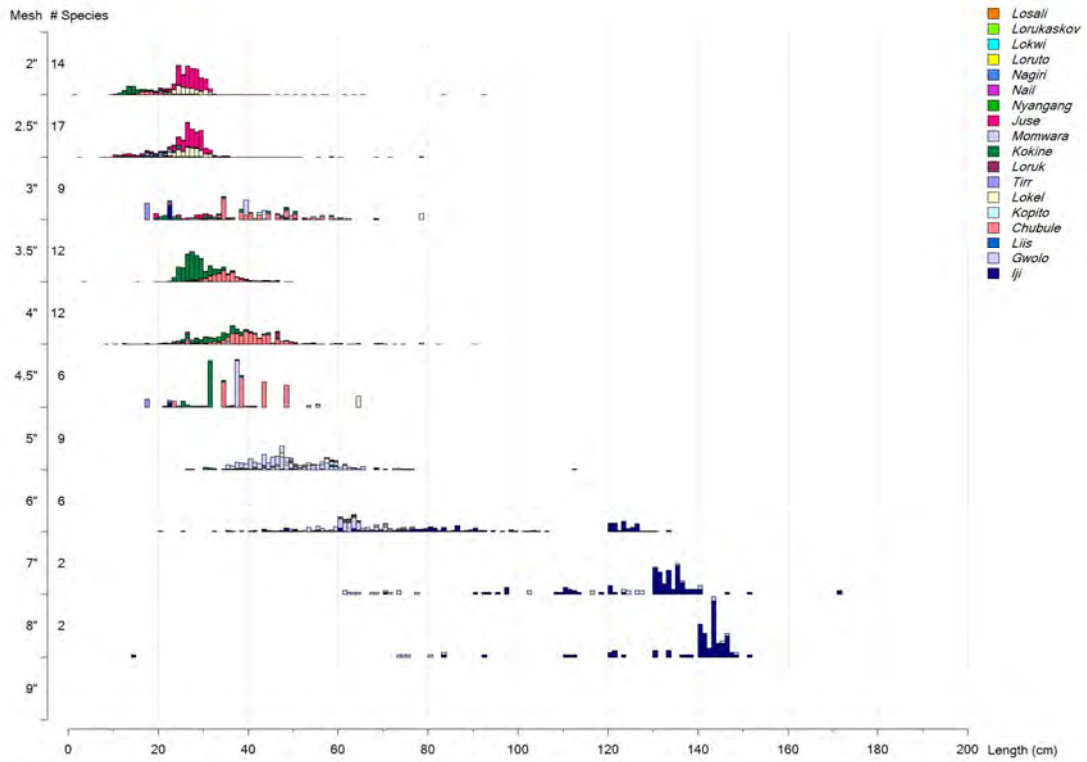 Mesh # Species
2" 14
2.5" 17
3" 9
3.5" 12
4" 12
4.5" 6
5" 9
6" 6
7" 2
8" 2
9"
0 20 40 60 80 100 120 140 160 180 200 Length (cm)
Losali
Lorukaskov
Lokwi
Loruto
Nagiri
Nail
Nyangang
Juse
Momwara
Kokine
Loruk
Tirr
Lokel
Kopito
Chubule
Liis
Gwolo
Iji